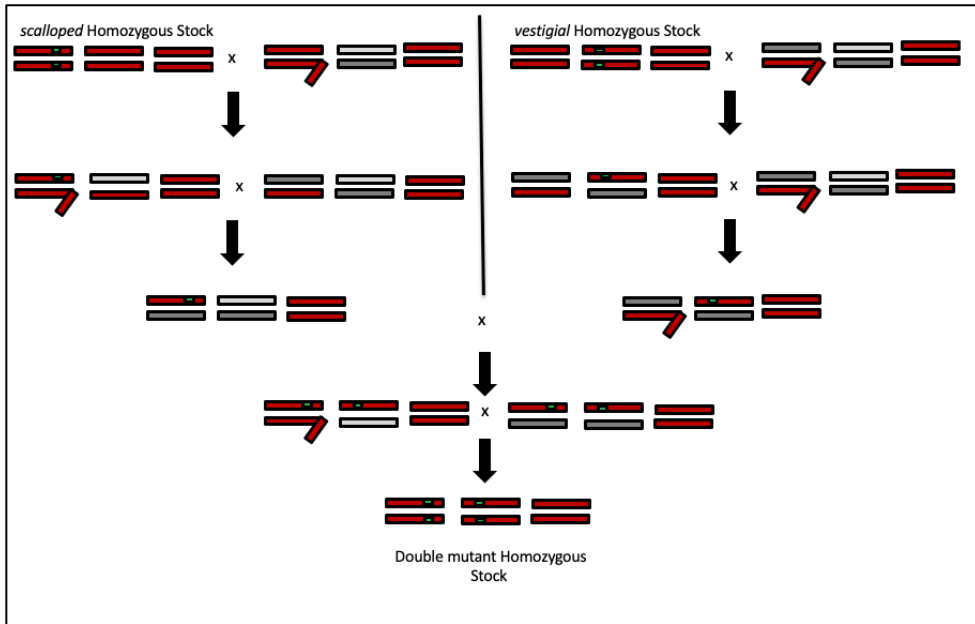 scalloped Homozygous Stock
x
vestigial Homozygous Stock
x
x
x
x
x
Double mutant Homozygous
Stock